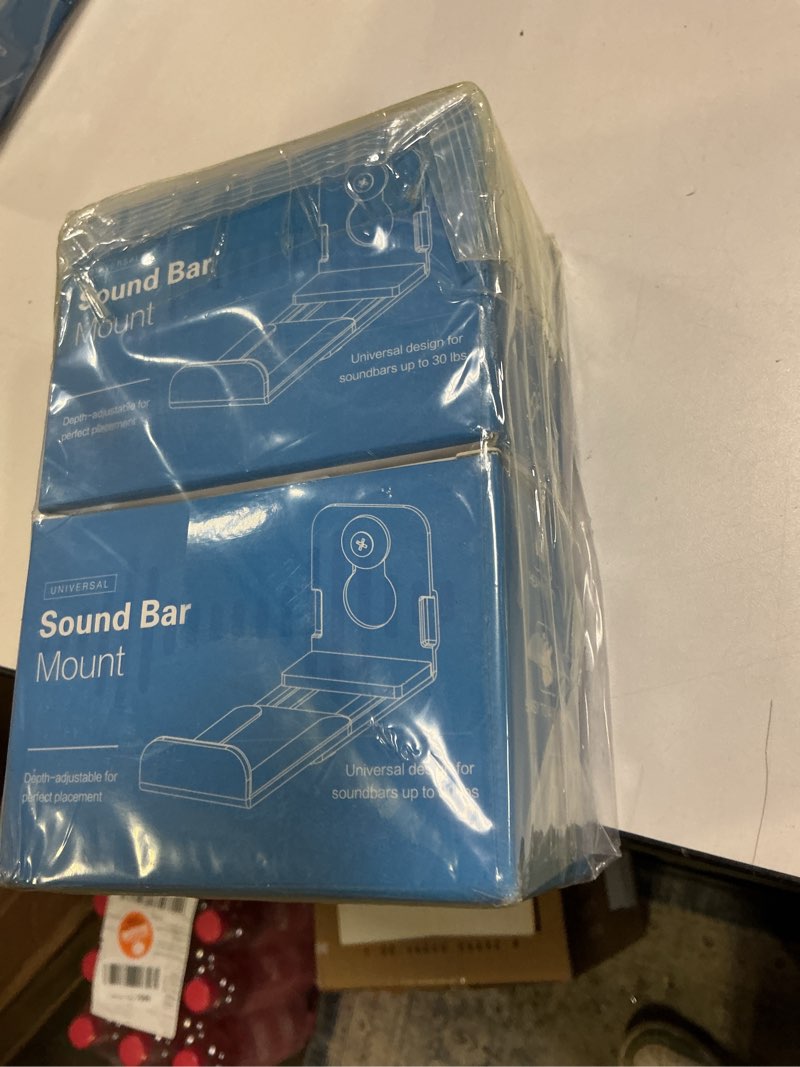 Sound Bar
Mount
Universal design for
soundbars up to 30 lbs
Depth-adjustable for
perfect placement
UNIVERSAL
Sound Bar
Mount
Depth-adjustable for
perfect placement
Universal for
soundbars up to